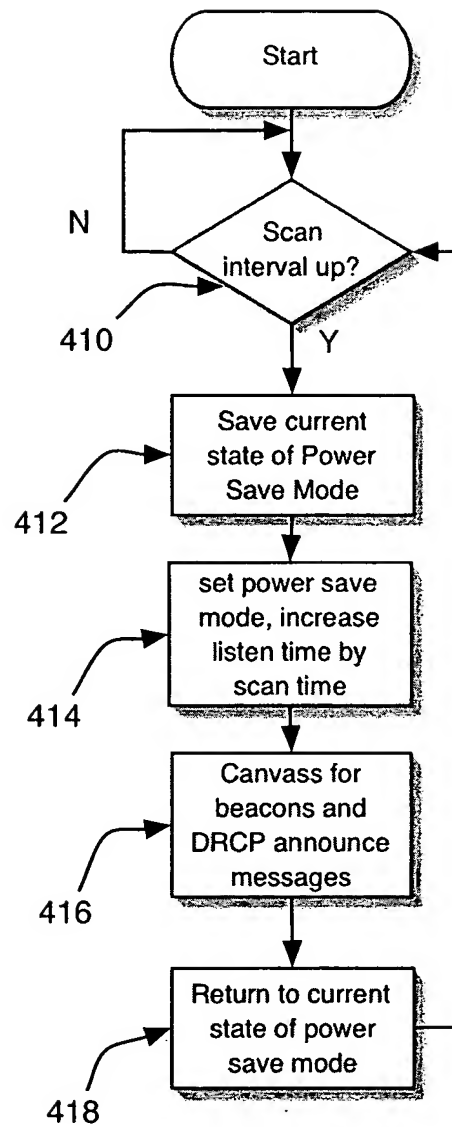 Start
N
Scan
interval up?
410
Y
Save current
state of Power
Save Mode
412
set power save
mode, increase
listen time by
scan time
414
Canvass for
beacons and
DRCP announce
messages
416
Return to current
state of power
save mode
418